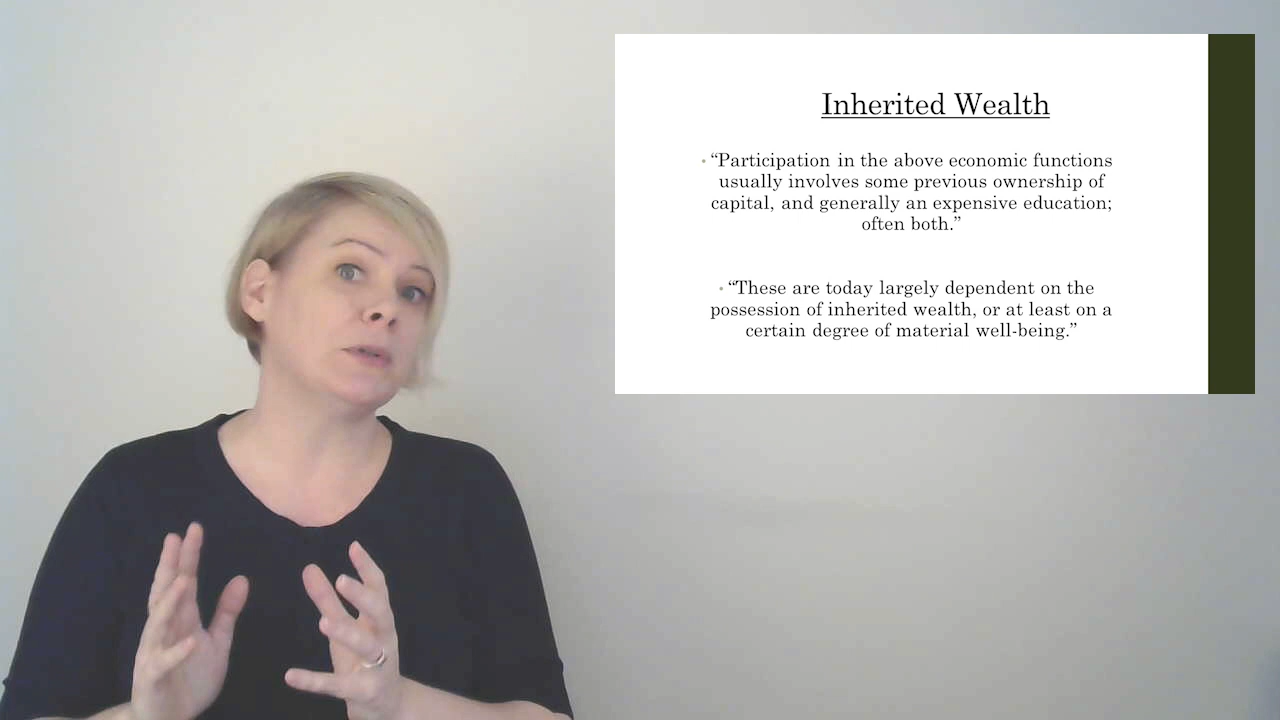 Inherited Wealth
• “Participation in the above economic functions
usually involves some previous ownership of
capital, and generally an expensive education;
often both.”
• “These are today largely dependent on the
possession of inherited wealth, or at least on a
certain degree of material well-being.”